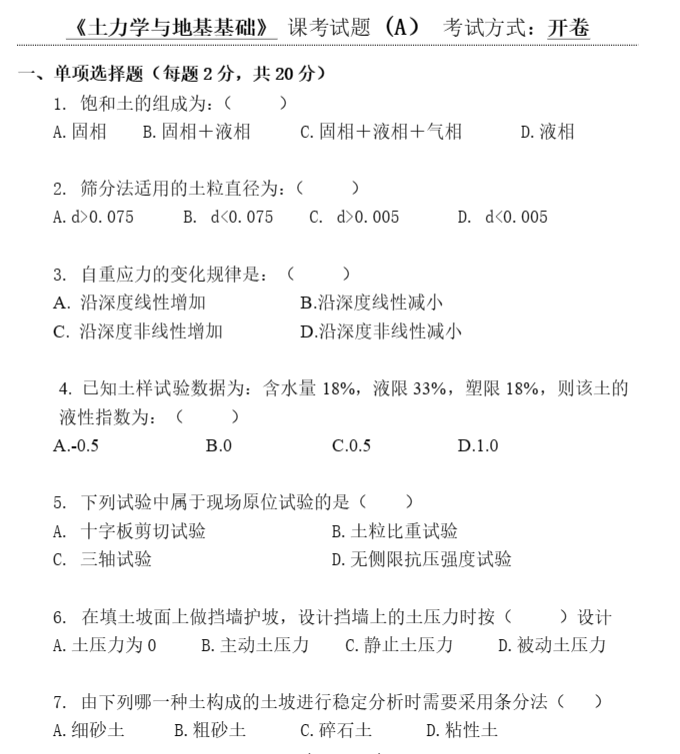 《土力学与地基基础》 课考试题（A） 考试方式：开卷
一、单项选择题（每题 2 分，共 20 分）
1. 饱和土的组成为：（ ）
A.固相 B.固相＋液相 C.固相＋液相＋气相 D.液相
2. 筛分法适用的土粒直径为：（ ）
A.d>0.075 B. d<0.075 C. d>0.005 D. d<0.005
3. 自重应力的变化规律是：（ ）
A. 沿深度线性增加 B.沿深度线性减小
C. 沿深度非线性增加 D.沿深度非线性减小
4. 已知土样试验数据为：含水量 18%，液限 33%，塑限 18%，则该土的
液性指数为：（ ）
A.-0.5 B.0 C.0.5 D.1.0
5. 下列试验中属于现场原位试验的是（ ）
A. 十字板剪切试验 B.土粒比重试验
C. 三轴试验 D.无侧限抗压强度试验
6. 在填土坡面上做挡墙护坡，设计挡墙上的土压力时按（ ）设计
A.土压力为 0 B.主动土压力 C.静止土压力 D.被动土压力
7. 由下列哪一种土构成的土坡进行稳定分析时需要采用条分法（ ）
A.细砂土 B.粗砂土 C.碎石土 D.粘性土